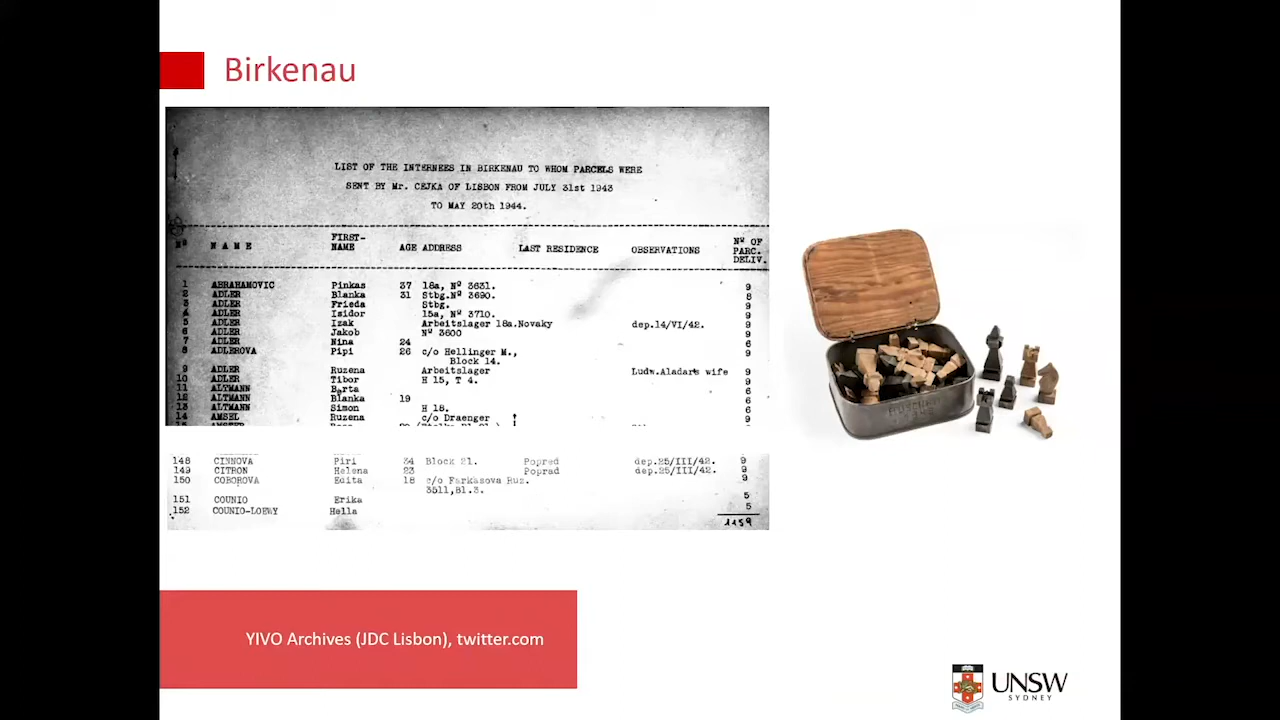 Birkenau
LIST OF THE INTERNEES IN BIRKENAU TO WHOM PARCELS WERE
SENT BY Mr. CEJKA OF LISBON FROM JULY 31st 1943
TO MAY 20th 1944.
Nº NAME FIRST-NAME AGE ADDRESS LAST RESIDENCE OBSERVATIONS Nº OF PARC. DELIV.
1 ABRAHAMOVIC Pinkas 37 18a, Nº 3631. 9
2 ADLER Blanka 31 Stbg.Nº 3690. 8
3 ADLER Frieda Stbg. 9
4 ADLER Isidor 15a, Nº 3710. 9
5 ADLER Izak Arbeitslager 18a.Novaky dep.14/VI/42. 9
6 ADLER Jakob Nº 3600 9
7 ADLER Nina 24 6
8 ADLEROVA Pipi 26 c/o Hellinger M., 9
Block 14.
9 ADLER Ruzena Arbeitslager Ludw.Aladar's wife 9
10 ADLER Tibor H 15, T 4. 9
11 ALTMANN Berta 6
12 ALTMANN Blanka 19 6
13 ALTMANN Simon H 18. 6
14 AMSEL Ruzena c/o Draenger 9
148 CINNOVA Piri 34 Block 21. Popred dep.25/III/42. 9
149 CITRON Helena 23 Poprad dep.25/III/42. 9
150 COBOROVA Edita 18 c/o Farkasova Ruz. 9
3511,Bl.3.
151 COUNIO Erika 5
152 COUNIO-LOEWY Hella 5
1159
YIVO Archives (JDC Lisbon), twitter.com
UNSW
SYDNEY